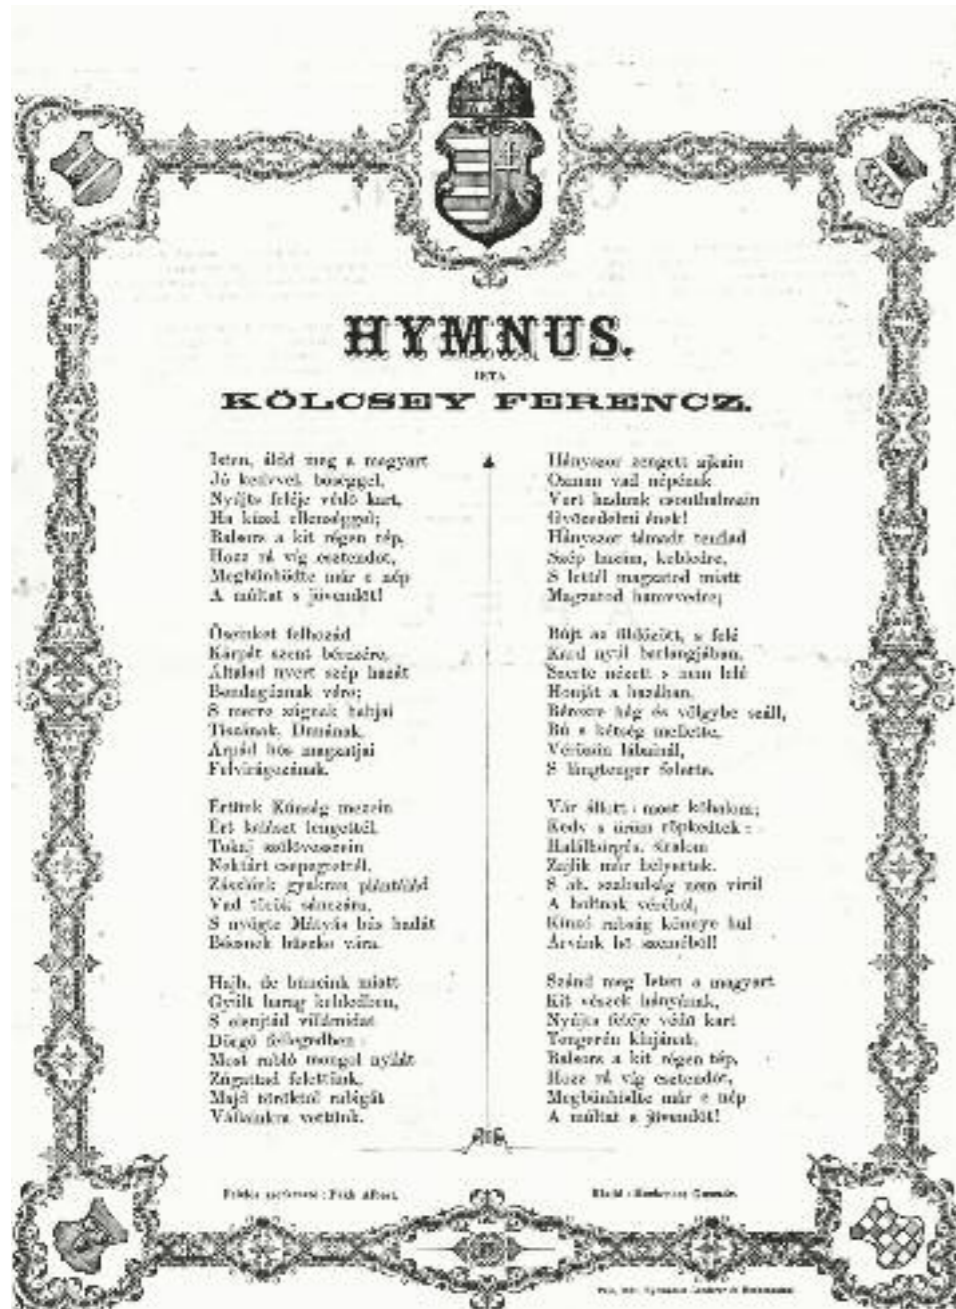 HYMNUS.
IRTA
KÖLCSEY FERENCZ.
Isten, áldd meg a magyart
Jó kedvvel, bőséggel,
Nyújts feléje védő kart,
Ha küzd ellenséggel;
Balsors a kit régen tép,
Hozz rá víg esztendőt,
Megbűnhődte már e nép
A múltat s jövendőt!
Őseinket felhozád
Kárpát szent bérczére,
Általad nyert szép hazát
Bendegúznak vére;
S merre zúgnak habjai
Tiszának, Dunának,
Árpád hős magzatjai
Felvirágozának.
Értünk Kúnság mezein
Ért kalászt lengettél,
Tokaj szőlővesszein
Nektárt csepegtettél.
Zászlónk gyakran plántálád
Vad török sánczára,
S nyögte Mátyás bús hadát
Bécsnek büszke vára.
Hajh, de bűneink miatt
Gyúlt harag kebledben,
S elsujtád villámidat
Dörgő fellegedben:
Most rabló mongol nyilát
Zúgattad felettünk,
Majd töröktől rabigát
Vállainkra vettünk.
Hányszor zengett ajkain
Ozman vad népének
Vert hadunk csonthalmain
Győzedelmi ének!
Hányszor támadt tenfiad
Szép hazám, kebledre,
S lettél magzatod miatt
Magzatod hamvvedre;
Bújt az üldözött, s felé
Kard nyúl barlangjában,
Szerte nézett s nem lelé
Honját a hazában,
Bérczre hág és völgybe száll,
Bú s kétség mellette,
Vérözön lábainál,
S lángtenger felette.
Vár állott: most kőhalom;
Kedv s öröm röpkedtek:
Halálhörgés, siralom
Zajlik már helyettek.
S ah, szabadság nem virúl
A holtnak véréből,
Kinzó rabság könnye hul
Árvánk hő szeméből!
Szánd meg Isten a magyart
Kit vészek hányának,
Nyújts feléje védő kart
Tengerén kínjának.
Balsors a kit régen tép,
Hozz rá víg esztendőt,
Megbűnhődte már e nép
A múltat s jövendőt!
Albert.
Kiadó: